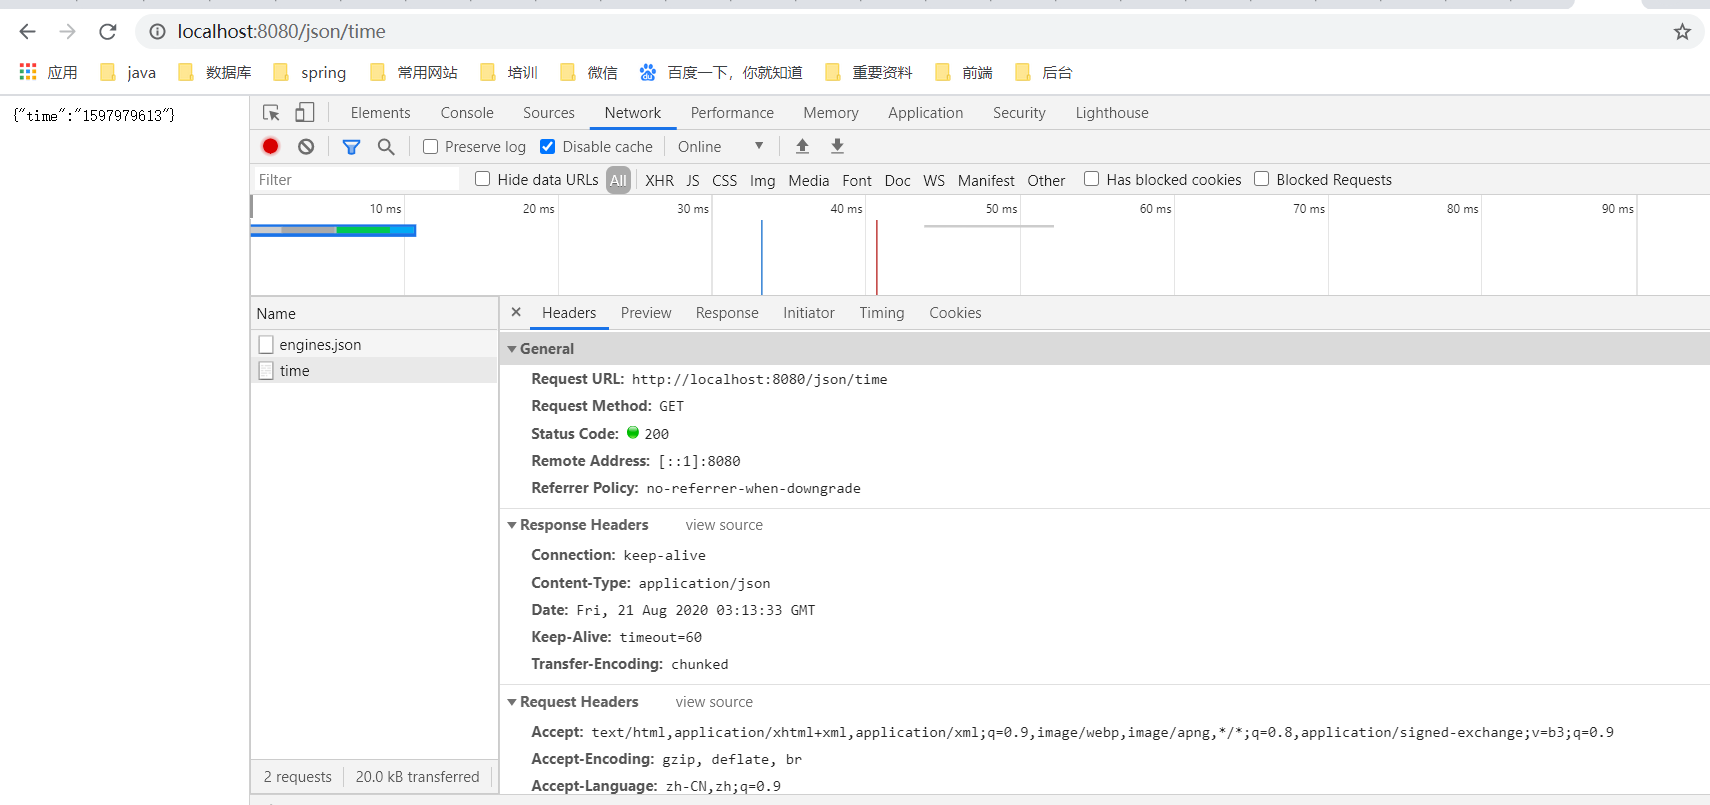 localhost:8080/json/time
应用 java 数据库 spring 常用网站 培训 微信 百度一下，你就知道 重要资料 前端 后台
{"time":"1597979613"}
Elements Console Sources Network Performance Memory Application Security Lighthouse
Preserve log Disable cache Online
Filter Hide data URLs All XHR JS CSS Img Media Font Doc WS Manifest Other Has blocked cookies Blocked Requests
10 ms 20 ms 30 ms 40 ms 50 ms 60 ms 70 ms 80 ms 90 ms
Name
engines.json
time
2 requests 20.0 kB transferred
× Headers Preview Response Initiator Timing Cookies
General
Request URL: http://localhost:8080/json/time
Request Method: GET
Status Code: 200
Remote Address: [::1]:8080
Referrer Policy: no-referrer-when-downgrade
Response Headers view source
Connection: keep-alive
Content-Type: application/json
Date: Fri, 21 Aug 2020 03:13:33 GMT
Keep-Alive: timeout=60
Transfer-Encoding: chunked
Request Headers view source
Accept: text/html,application/xhtml+xml,application/xml;q=0.9,image/webp,image/apng,*/*;q=0.8,application/signed-exchange;v=b3;q=0.9
Accept-Encoding: gzip, deflate, br
Accept-Language: zh-CN,zh;q=0.9